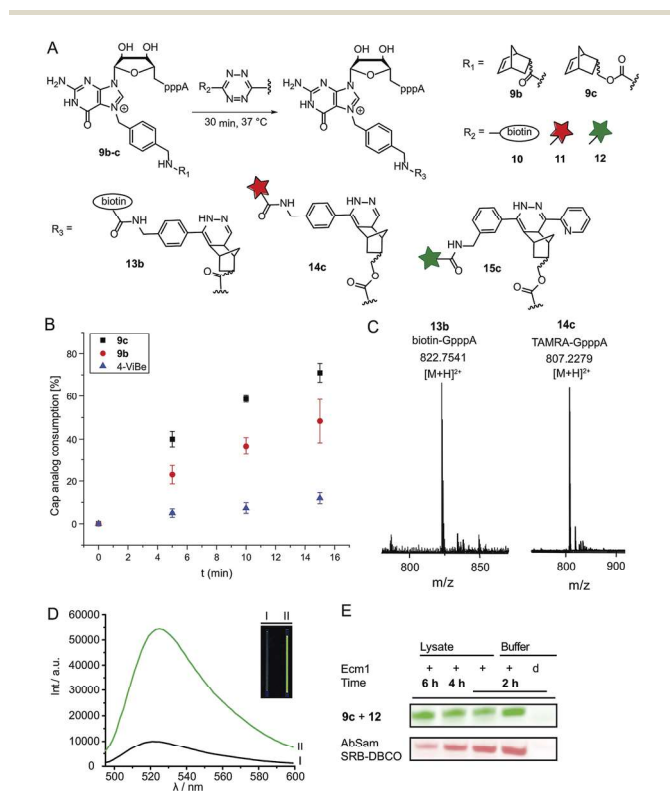 A
OH OH
N
H₂N N N O pppA
HN N ⊕
O
9b-c
HN
R₁
R₂ N=N
N-N
30 min, 37 °C
OH OH
N
H₂N N N O pppA
HN N ⊕
O
HN
R₃
R₁ =
O
9b
O
O
9c
R₂ = biotin
10 11 12
R₃ =
biotin
O NH
HN-N
13b
O
O NH
HN-N
14c
O
O
HN-N
N
HN
O
15c
O
O
B
9c
9b
4-ViBe
Cap analog consumption [%]
80
60
40
20
0
0 2 4 6 8 10 12 14 16
t (min)
C
13b
biotin-GpppA
822.7541
[M+H]²⁺
14c
TAMRA-GpppA
807.2279
[M+H]²⁺
800 850
m/z
800 900
m/z
D
60000
50000
40000
30000
20000
10000
0
Int./ a.u.
I II
II
I
500 520 540 560 580 600
λ / nm
E
Lysate Buffer
Ecm1 + + + + d
Time 6 h 4 h 2 h
9c + 12
AbSam
SRB-DBCO